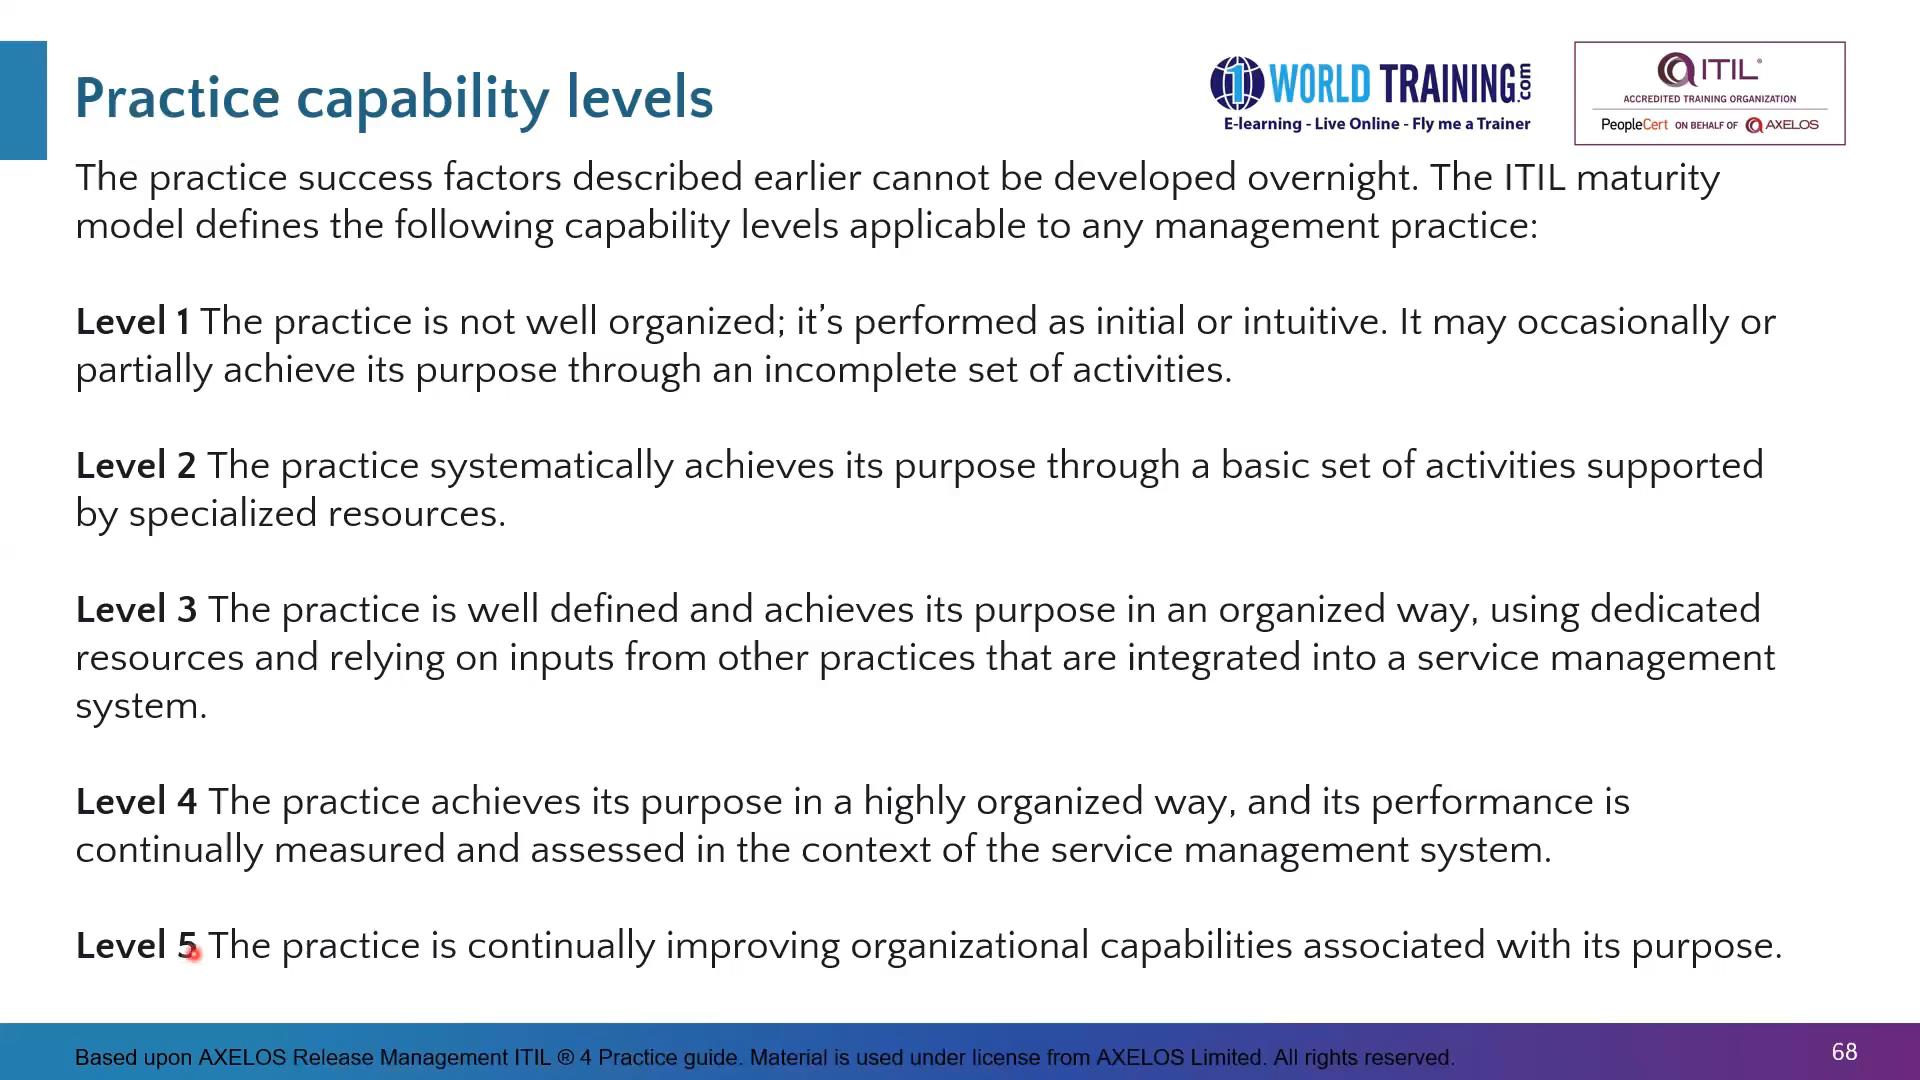 Practice capability levels
1 WORLD TRAINING.com
E-learning - Live Online - Fly me a Trainer
ITIL®
ACCREDITED TRAINING ORGANIZATION
PeopleCert ON BEHALF OF AXELOS
The practice success factors described earlier cannot be developed overnight. The ITIL maturity
model defines the following capability levels applicable to any management practice:
Level 1 The practice is not well organized; it’s performed as initial or intuitive. It may occasionally or
partially achieve its purpose through an incomplete set of activities.
Level 2 The practice systematically achieves its purpose through a basic set of activities supported
by specialized resources.
Level 3 The practice is well defined and achieves its purpose in an organized way, using dedicated
resources and relying on inputs from other practices that are integrated into a service management
system.
Level 4 The practice achieves its purpose in a highly organized way, and its performance is
continually measured and assessed in the context of the service management system.
Level 5 The practice is continually improving organizational capabilities associated with its purpose.
Based upon AXELOS Release Management ITIL ® 4 Practice guide. Material is used under license from AXELOS Limited. All rights reserved.
68